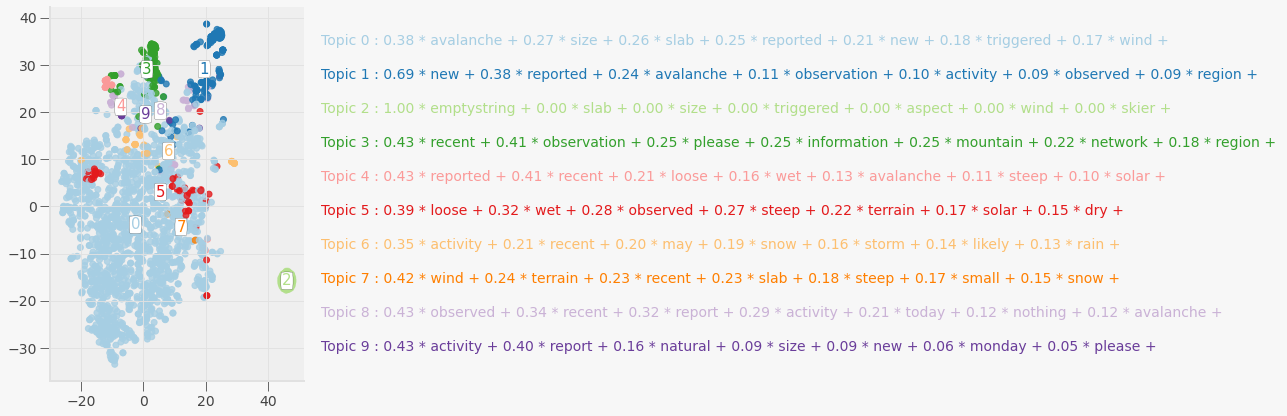 40
30
20
10
0
−10
−20
−30
−20 0 20 40
3
1
4
9
8
6
5
0
7
2
Topic 0 : 0.38 * avalanche + 0.27 * size + 0.26 * slab + 0.25 * reported + 0.21 * new + 0.18 * triggered + 0.17 * wind +
Topic 1 : 0.69 * new + 0.38 * reported + 0.24 * avalanche + 0.11 * observation + 0.10 * activity + 0.09 * observed + 0.09 * region +
Topic 2 : 1.00 * emptystring + 0.00 * slab + 0.00 * size + 0.00 * triggered + 0.00 * aspect + 0.00 * wind + 0.00 * skier +
Topic 3 : 0.43 * recent + 0.41 * observation + 0.25 * please + 0.25 * information + 0.25 * mountain + 0.22 * network + 0.18 * region +
Topic 4 : 0.43 * reported + 0.41 * recent + 0.21 * loose + 0.16 * wet + 0.13 * avalanche + 0.11 * steep + 0.10 * solar +
Topic 5 : 0.39 * loose + 0.32 * wet + 0.28 * observed + 0.27 * steep + 0.22 * terrain + 0.17 * solar + 0.15 * dry +
Topic 6 : 0.35 * activity + 0.21 * recent + 0.20 * may + 0.19 * snow + 0.16 * storm + 0.14 * likely + 0.13 * rain +
Topic 7 : 0.42 * wind + 0.24 * terrain + 0.23 * recent + 0.23 * slab + 0.18 * steep + 0.17 * small + 0.15 * snow +
Topic 8 : 0.43 * observed + 0.34 * recent + 0.32 * report + 0.29 * activity + 0.21 * today + 0.12 * nothing + 0.12 * avalanche +
Topic 9 : 0.43 * activity + 0.40 * report + 0.16 * natural + 0.09 * size + 0.09 * new + 0.06 * monday + 0.05 * please +